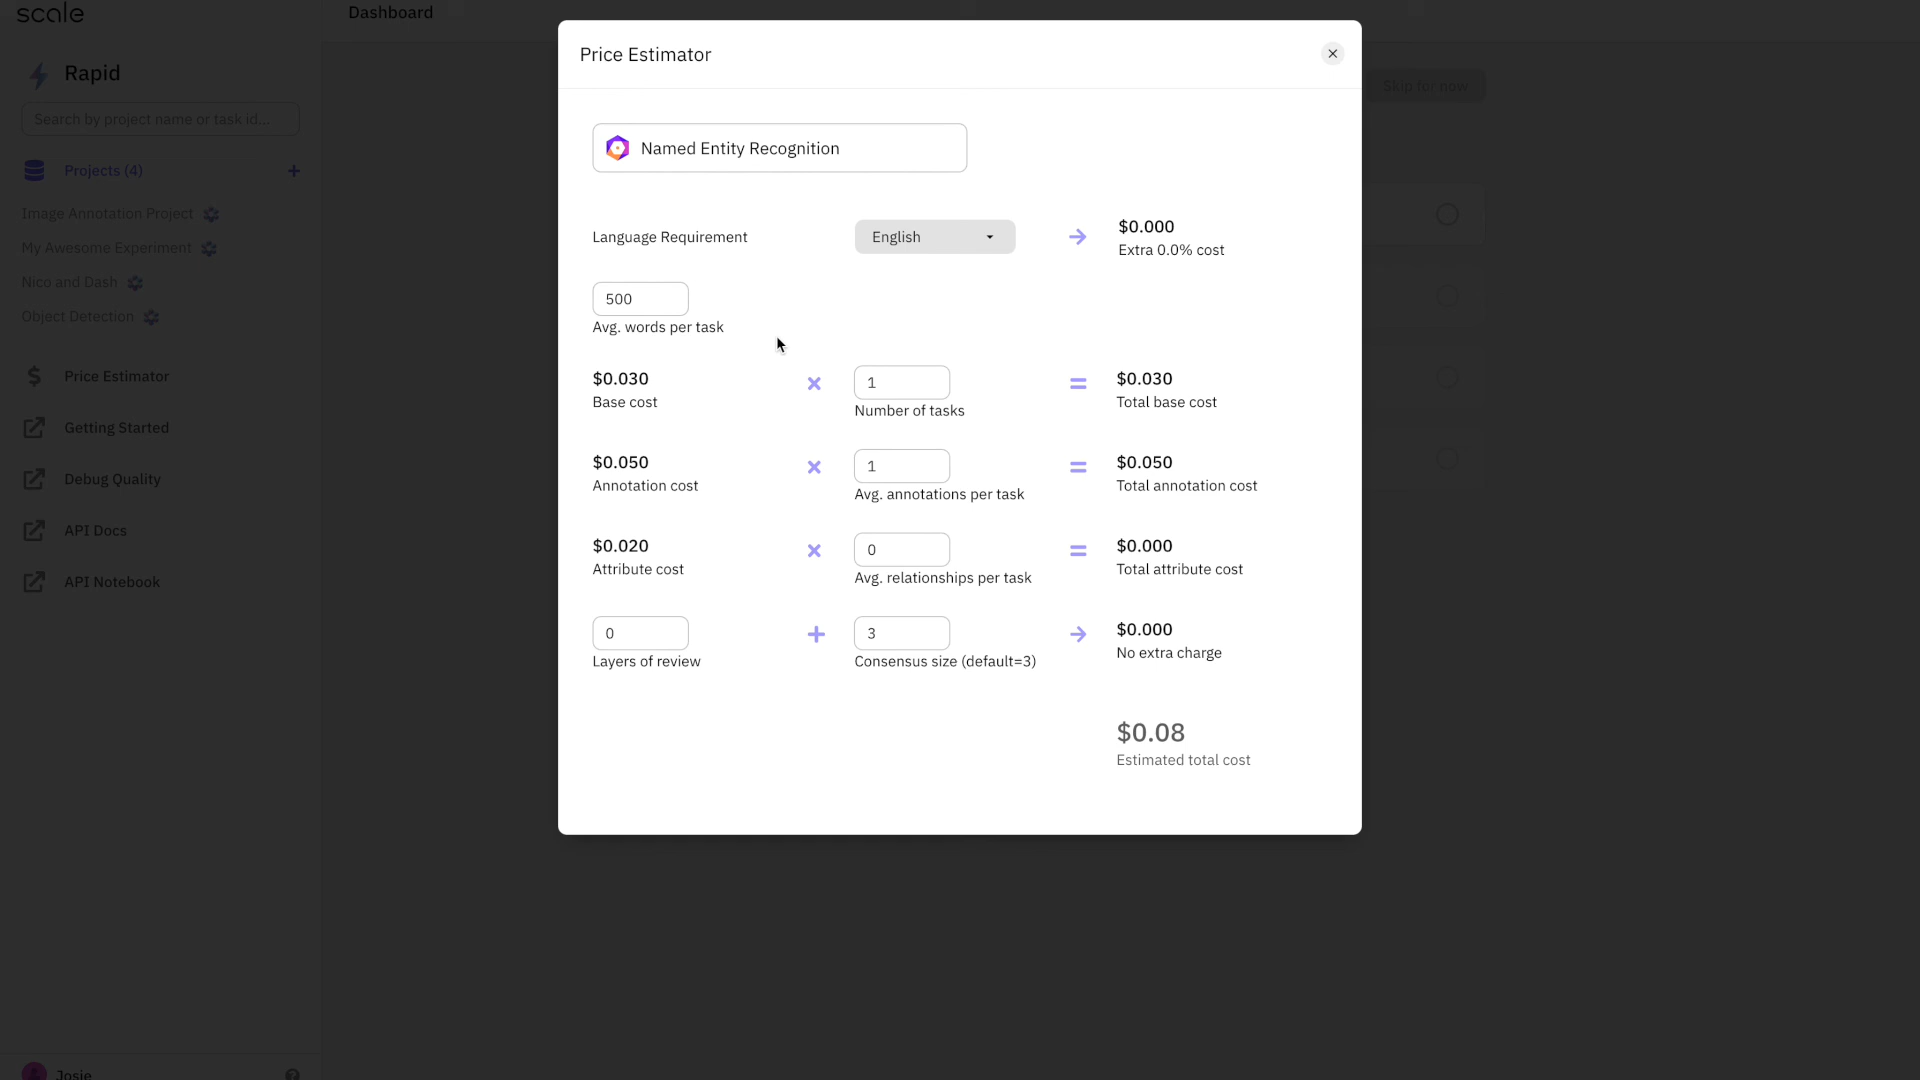 scale
Dashboard
Rapid
Search by project name or task id...
Projects (4)
Image Annotation Project
My Awesome Experiment
Nico and Dash
Object Detection
Price Estimator
Getting Started
Debug Quality
API Docs
API Notebook
Josie
Skip for now
Price Estimator
Named Entity Recognition
Language Requirement
English
$0.000
Extra 0.0% cost
500
Avg. words per task
$0.030
Base cost
1
Number of tasks
$0.030
Total base cost
$0.050
Annotation cost
1
Avg. annotations per task
$0.050
Total annotation cost
$0.020
Attribute cost
0
Avg. relationships per task
$0.000
Total attribute cost
0
Layers of review
3
Consensus size (default=3)
$0.000
No extra charge
$0.08
Estimated total cost